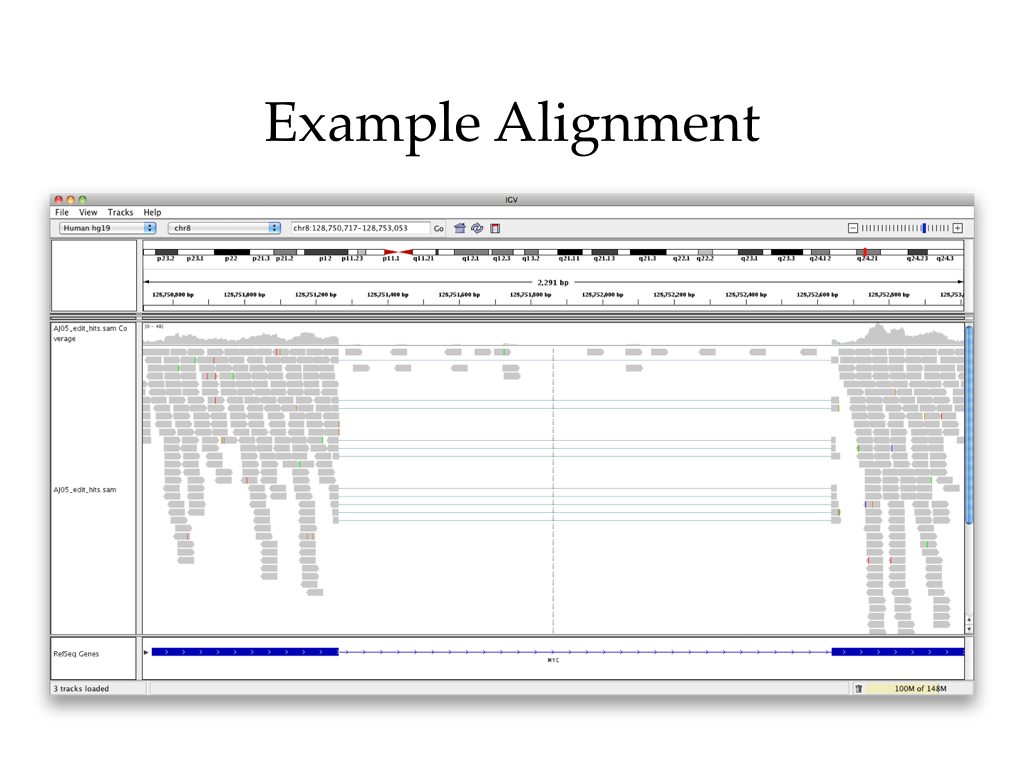 Example Alignment
IGV
File View Tracks Help
Human hg19 chr8 chr8:128,750,717-128,753,053 Go
p23.2 p23.1 p22 p21.3 p21.2 p12 p11.23 p11.1 q11.21 q12.1 q12.3 q13.2 q21.11 q21.13 q21.3 q22.1 q22.2 q23.1 q23.3 q24.12 q24.21 q24.23 q24.3
2,291 bp
128,750,800 bp 128,751,000 bp 128,751,200 bp 128,751,400 bp 128,751,600 bp 128,751,800 bp 128,752,000 bp 128,752,200 bp 128,752,400 bp 128,752,600 bp 128,752,800 bp 128,753,
AJ05_edit_hits.sam Co
verage
[0 - 48]
AJ05_edit_hits.sam
RefSeq Genes
MYC
3 tracks loaded 100M of 148M